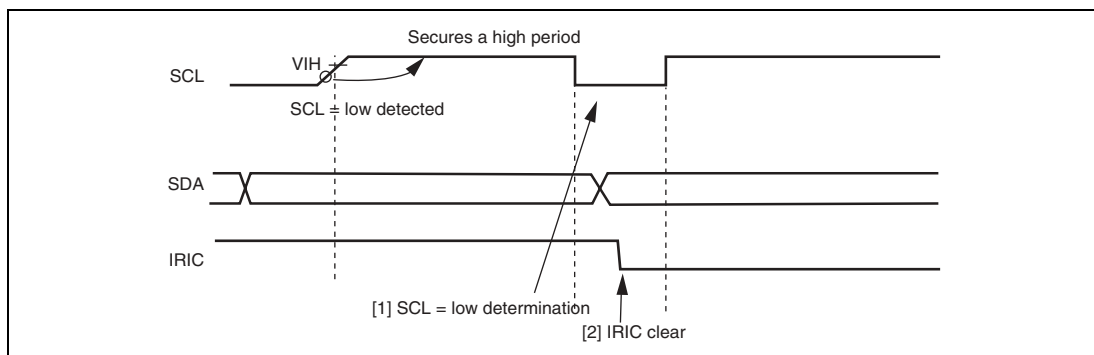 Secures a high period
VIH
SCL
SCL = low detected
SDA
IRIC
[1] SCL = low determination
[2] IRIC clear